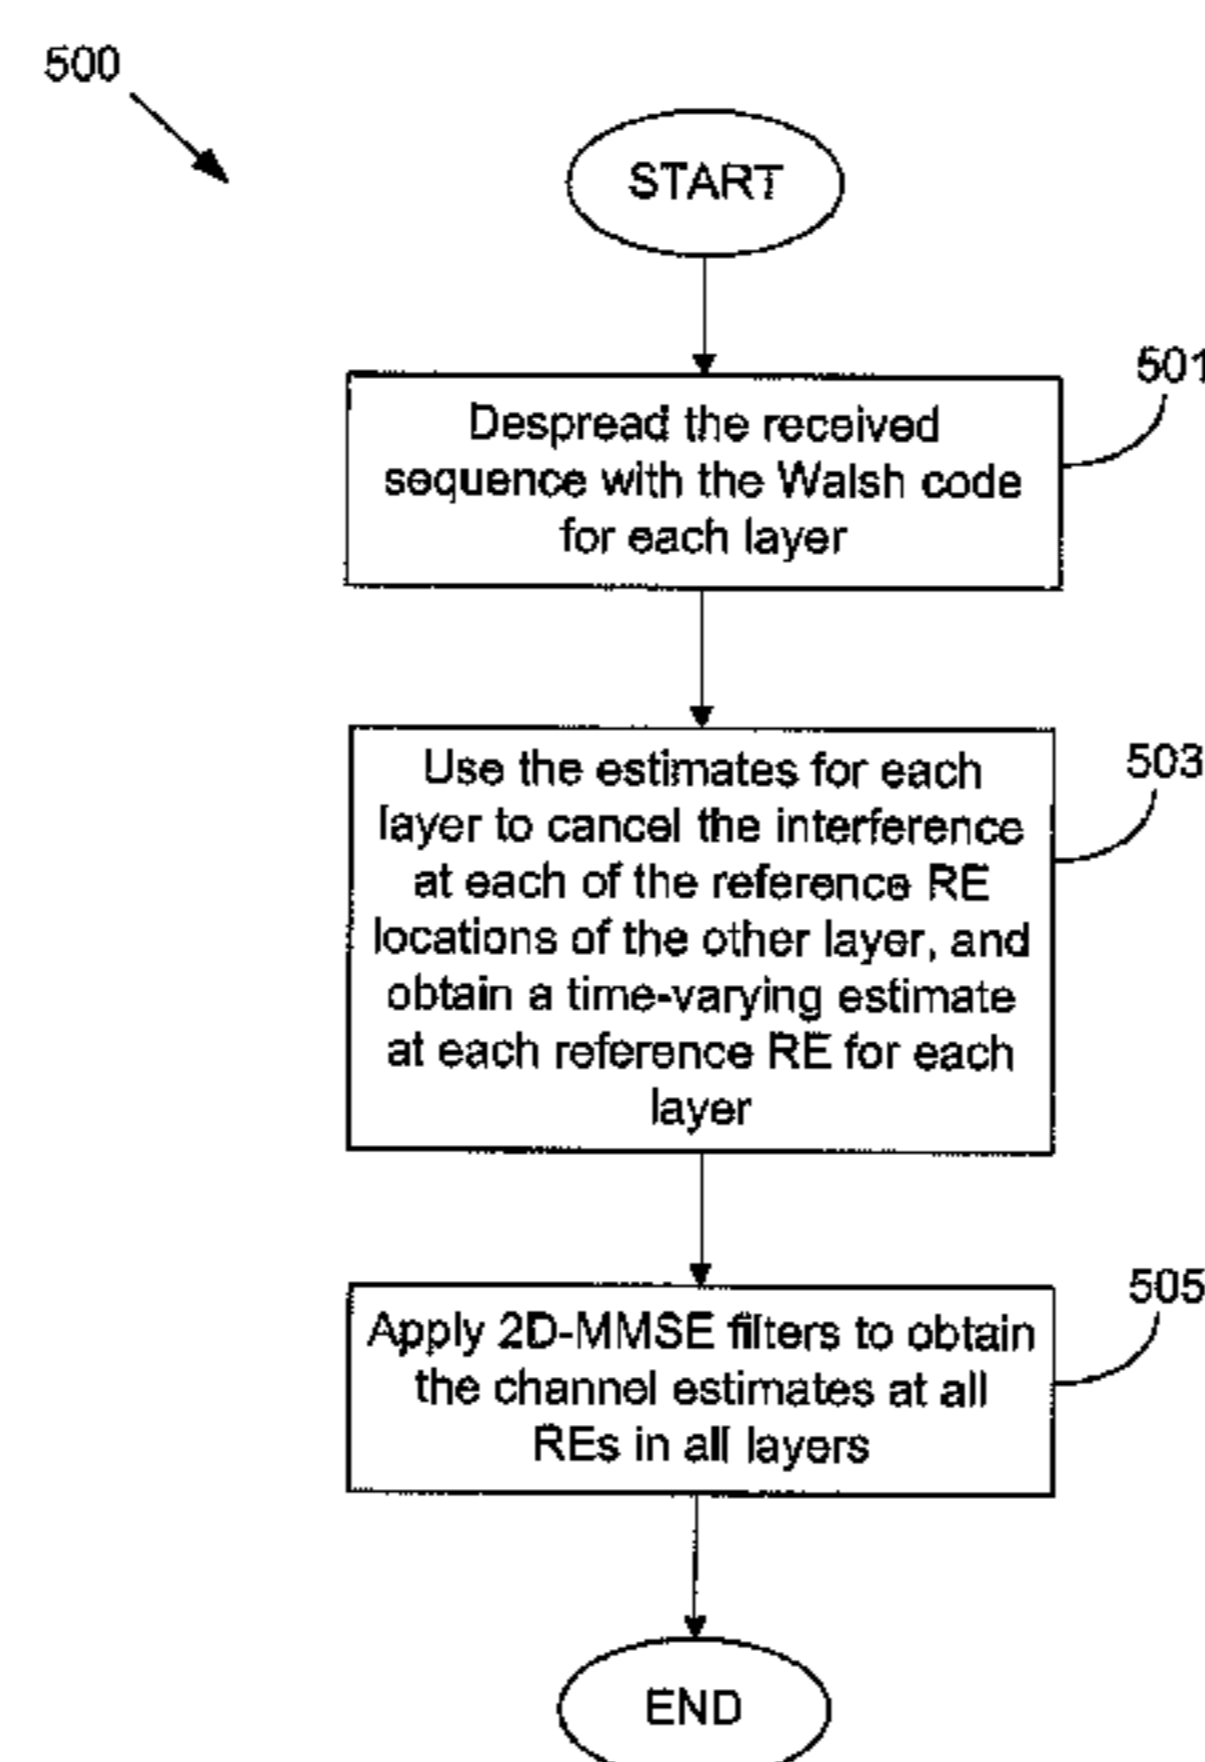 500
START
501
Despread the received
sequence with the Walsh code
for each layer
503
Use the estimates for each
layer to cancel the interference
at each of the reference RE
locations of the other layer, and
obtain a time-varying estimate
at each reference RE for each
layer
505
Apply 2D-MMSE filters to obtain
the channel estimates at all
REs in all layers
END